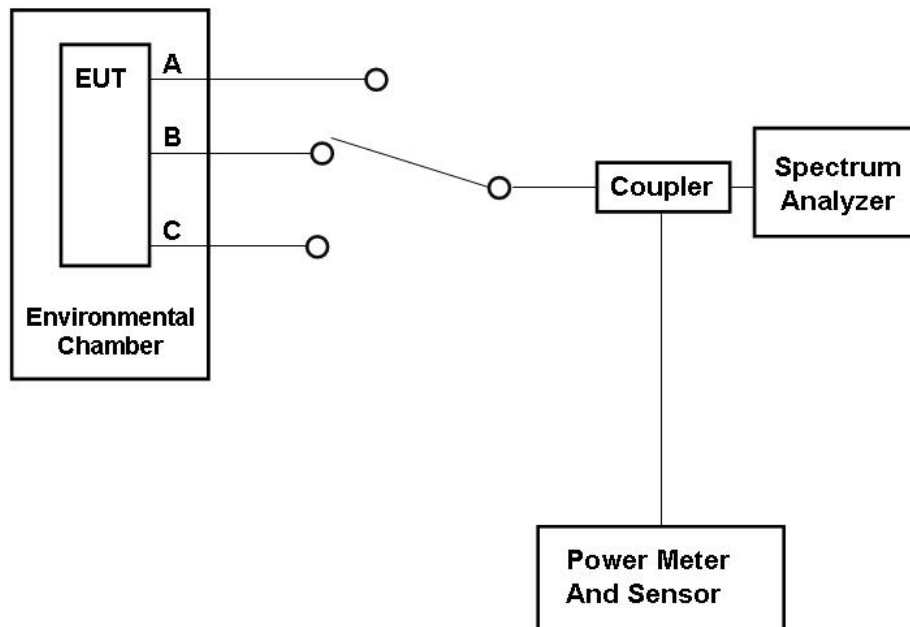 EUT
A
B
C
Environmental
Chamber
Coupler
Spectrum
Analyzer
Power Meter
And Sensor